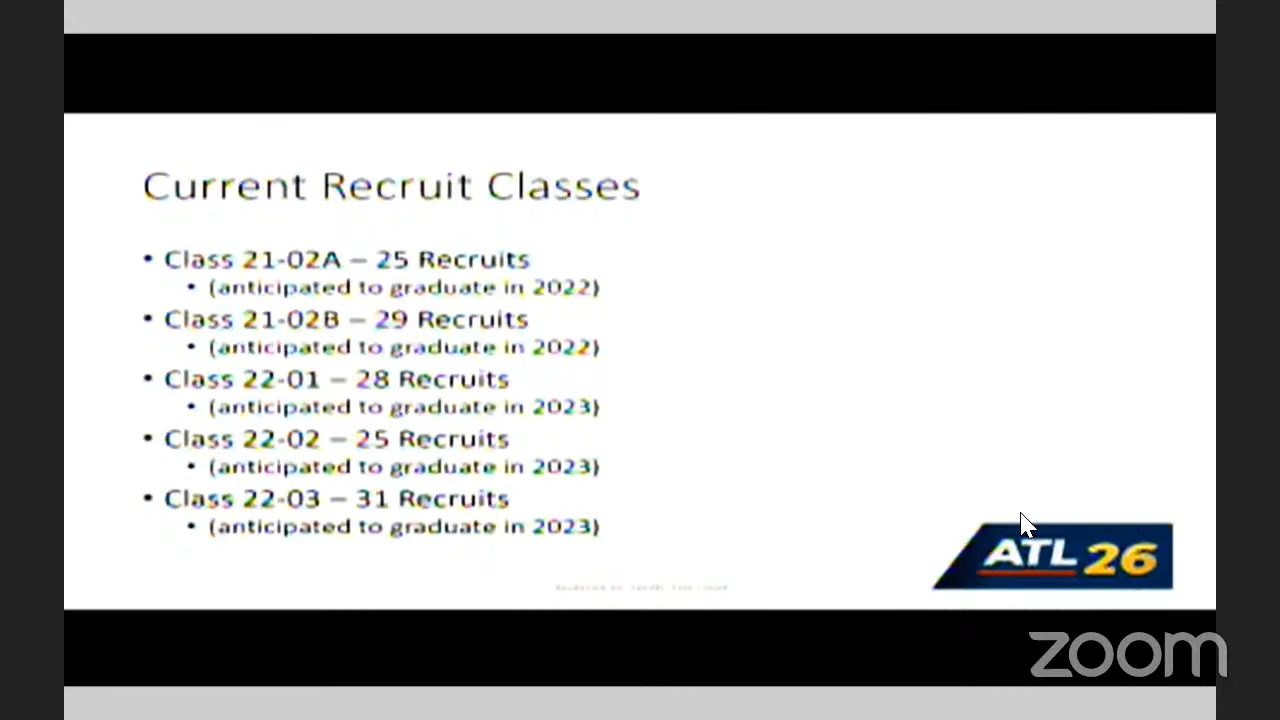 Current Recruit Classes
• Class 21-02A – 25 Recruits
• (anticipated to graduate in 2022)
• Class 21-02B – 29 Recruits
• (anticipated to graduate in 2022)
• Class 22-01 – 28 Recruits
• (anticipated to graduate in 2023)
• Class 22-02 – 25 Recruits
• (anticipated to graduate in 2023)
• Class 22-03 – 31 Recruits
• (anticipated to graduate in 2023)
ATL 26
zoom